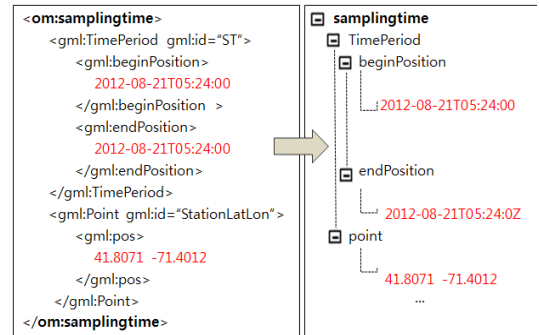 <om:samplingtime>
<gml:TimePeriod gml:id="ST">
<gml:beginPosition>
2012-08-21T05:24:00
</gml:beginPosition >
<gml:endPosition>
2012-08-21T05:24:00
</gml:endPosition>
</gml:TimePeriod>
<gml:Point gml:id="StationLatLon">
<gml:pos>
41.8071 -71.4012
</gml:pos>
</gml:Point>
</om:samplingtime>
samplingtime
TimePeriod
beginPosition
2012-08-21T05:24:00
endPosition
2012-08-21T05:24:0Z
point
41.8071 -71.4012
...